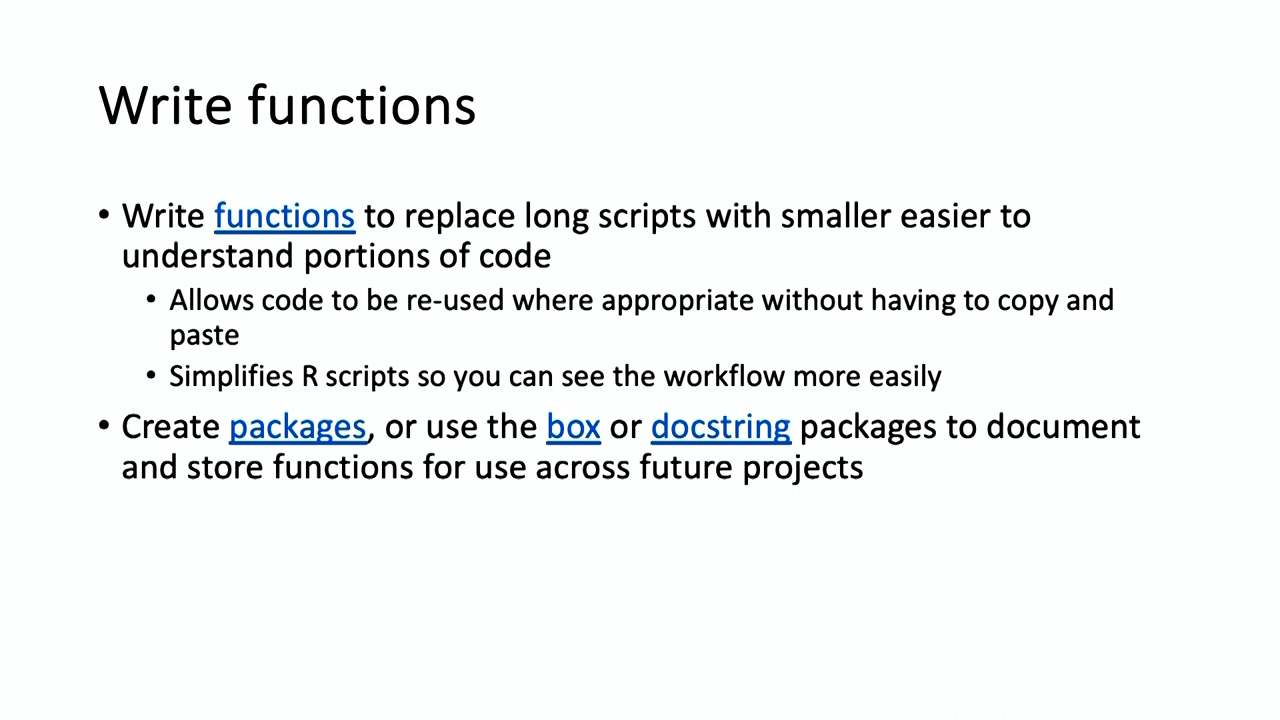 Write functions
• Write functions to replace long scripts with smaller easier to
understand portions of code
• Allows code to be re-used where appropriate without having to copy and
paste
• Simplifies R scripts so you can see the workflow more easily
• Create packages, or use the box or docstring packages to document
and store functions for use across future projects